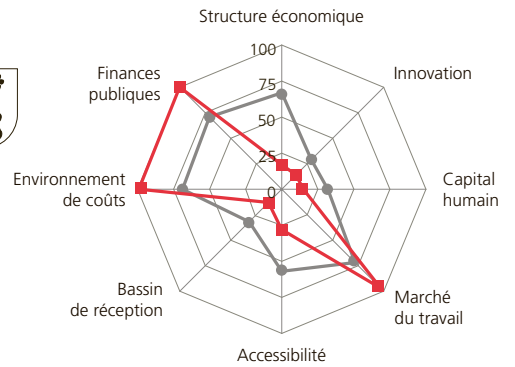 Structure économique
100
Finances
publiques
Innovation
75
50
25
Environnement
de coûts
0
Capital
humain
Bassin
de réception
Marché
du travail
Accessibilité